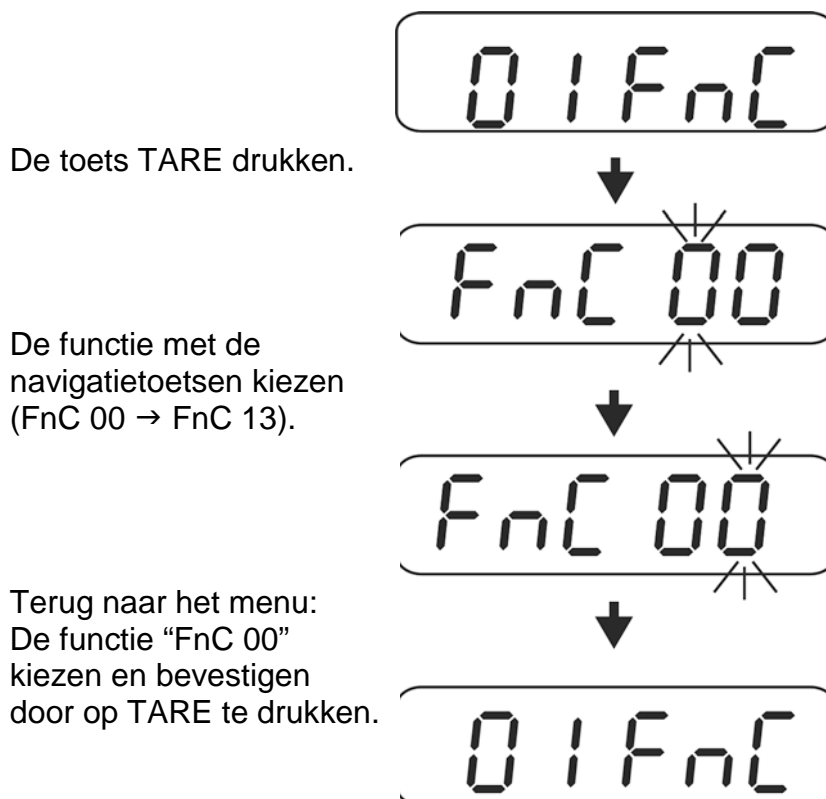 01FnC
De toets TARE drukken.
FnC 00
De functie met de
navigatietoetsen kiezen
(FnC 00 → FnC 13).
FnC 00
Terug naar het menu:
De functie “FnC 00”
kiezen en bevestigen
door op TARE te drukken.
01FnC